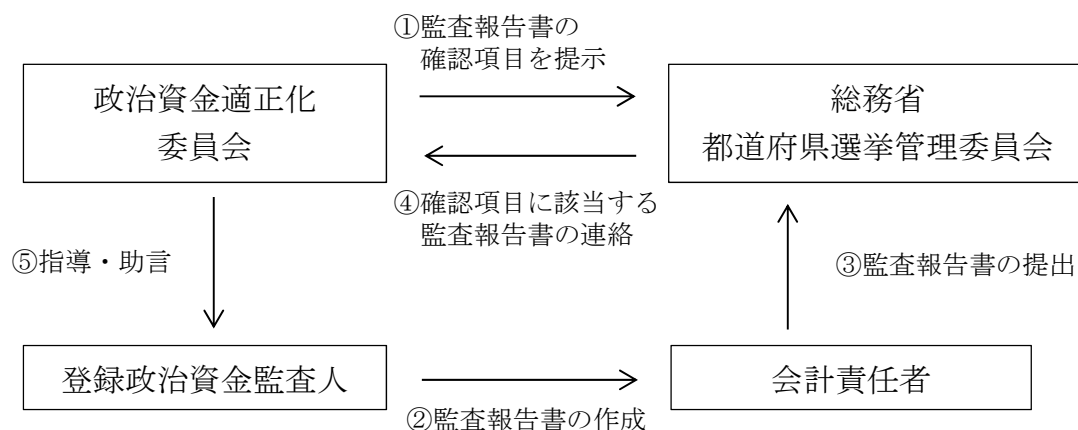 ①監査報告書の
確認項目を提示
政治資金適正化
委員会
総務省
都道府県選挙管理委員会
④確認項目に該当する
監査報告書の連絡
⑤指導・助言
③監査報告書の提出
登録政治資金監査人
会計責任者
②監査報告書の作成